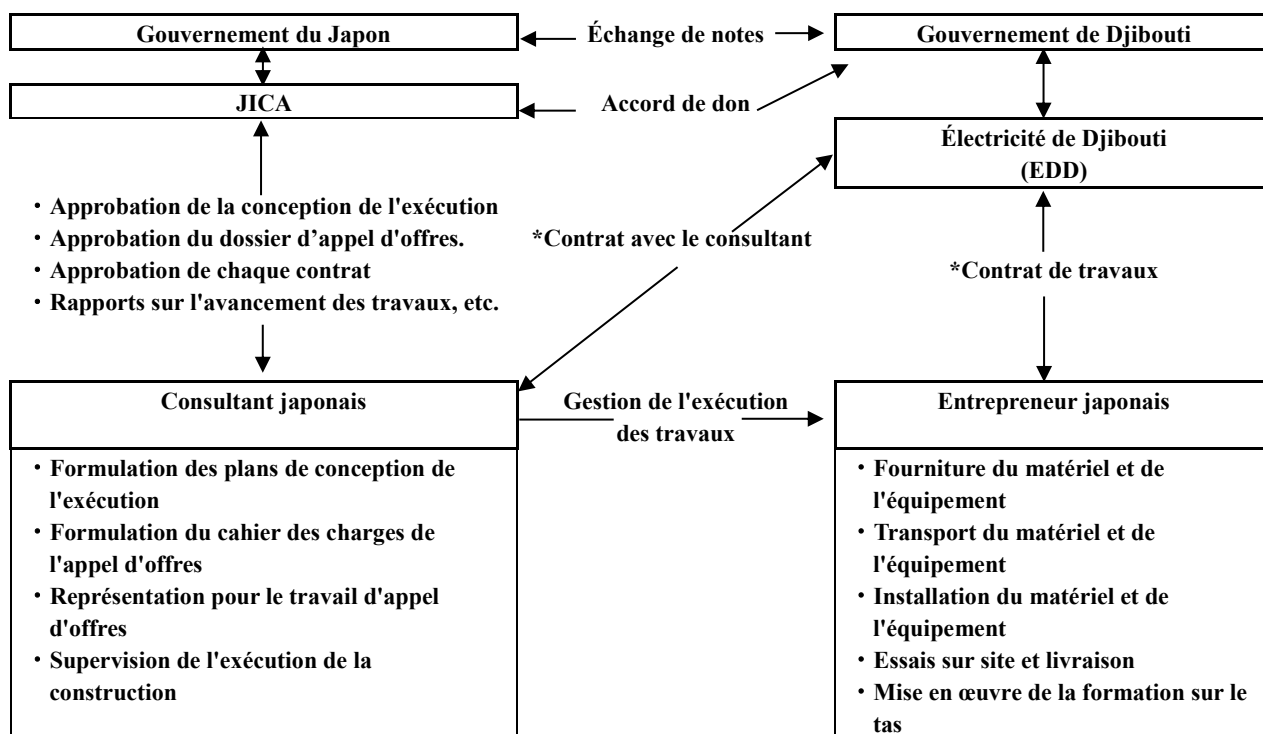 Gouvernement du Japon
Échange de notes
Gouvernement de Djibouti
JICA
Accord de don
Électricité de Djibouti
(EDD)
・Approbation de la conception de l'exécution
・Approbation du dossier d’appel d'offres.
・Approbation de chaque contrat
・Rapports sur l'avancement des travaux, etc.
*Contrat avec le consultant
*Contrat de travaux
Consultant japonais
Gestion de l'exécution
des travaux
Entrepreneur japonais
・Formulation des plans de conception de
l'exécution
・Formulation du cahier des charges de
l'appel d'offres
・Représentation pour le travail d'appel
d'offres
・Supervision de l'exécution de la
construction
・Fourniture du matériel et de
l'équipement
・Transport du matériel et de
l'équipement
・Installation du matériel et de
l'équipement
・Essais sur site et livraison
・Mise en œuvre de la formation sur le
tas